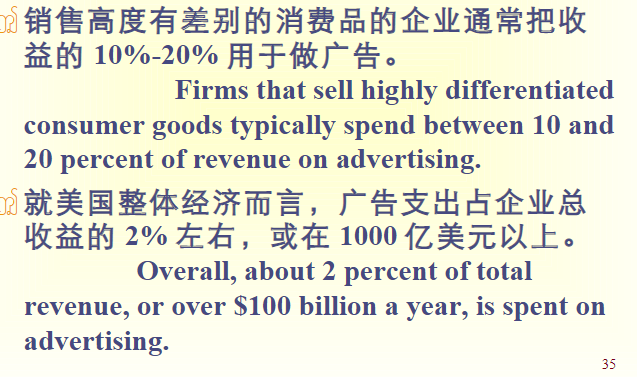 销售高度有差别的消费品的企业通常把收
益的 10%-20% 用于做广告。
Firms that sell highly differentiated
consumer goods typically spend between 10 and
20 percent of revenue on advertising.
就美国整体经济而言，广告支出占企业总
收益的 2% 左右，或在 1000 亿美元以上。
Overall, about 2 percent of total
revenue, or over $100 billion a year, is spent on
advertising.
35